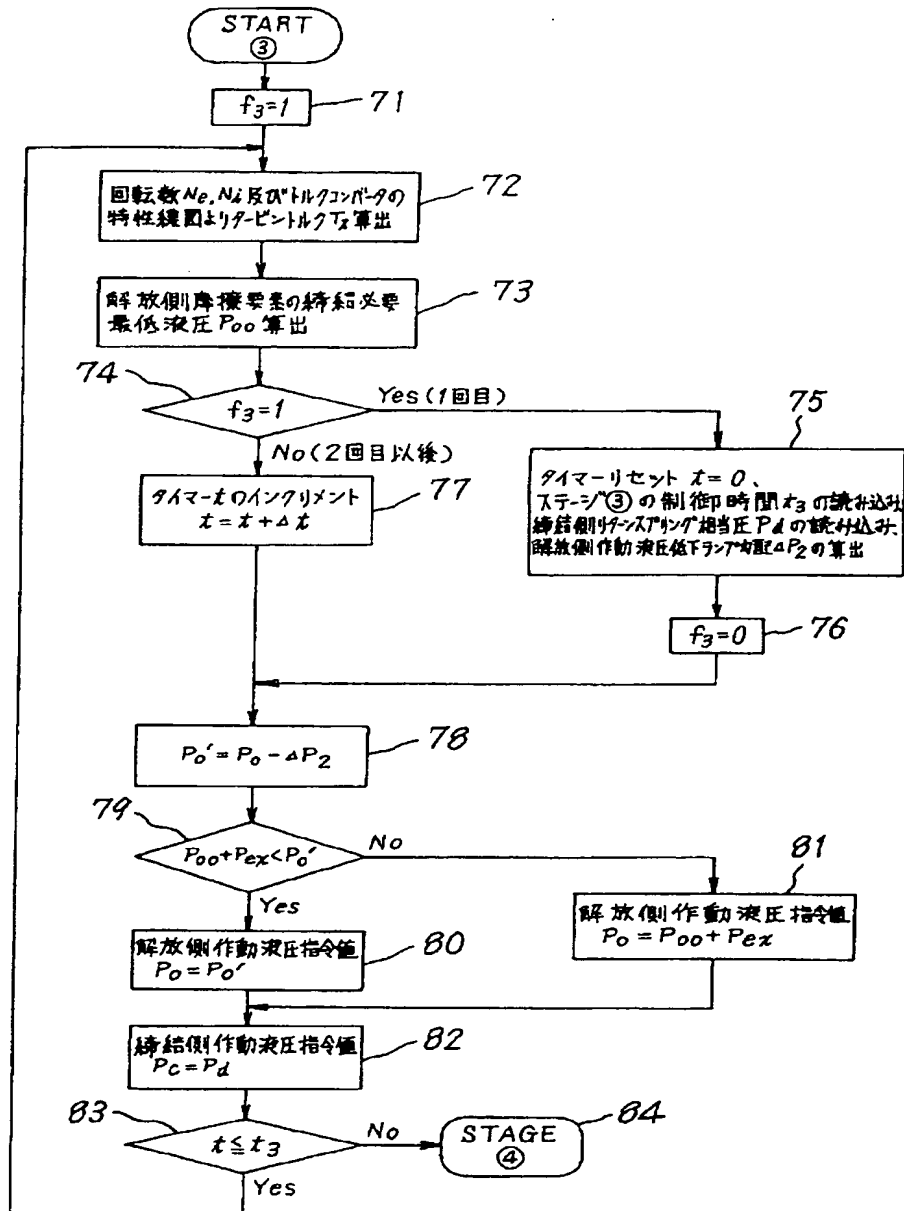 START
③
f₃=1
71
回転数Ne, Ni及びトルクコンバータの
特性線図よりタービントルクTx算出
72
解放側摩擦要素の締結必要
最低液圧Poo算出
73
74
f₃=1
Yes(1回目)
No(2回目以後)
75
タイマーリセット t=0、
ステージ③の制御時間t₃の読み込み
締結側リターンスプリング相当圧Pdの読み込み、
解放側作動液圧低下ランプ勾配ΔP₂の算出
タイマーtのインクリメント
t=t+Δt
77
f₃=0
76
Po'=Po-ΔP₂
78
79
Poo+Pex<Po'
No
Yes
81
解放側作動液圧指令値
Po=Poo+Pex
解放側作動液圧指令値
Po=Po'
80
締結側作動液圧指令値
Pc=Pd
82
83
t≦t₃
No
Yes
STAGE
④
84